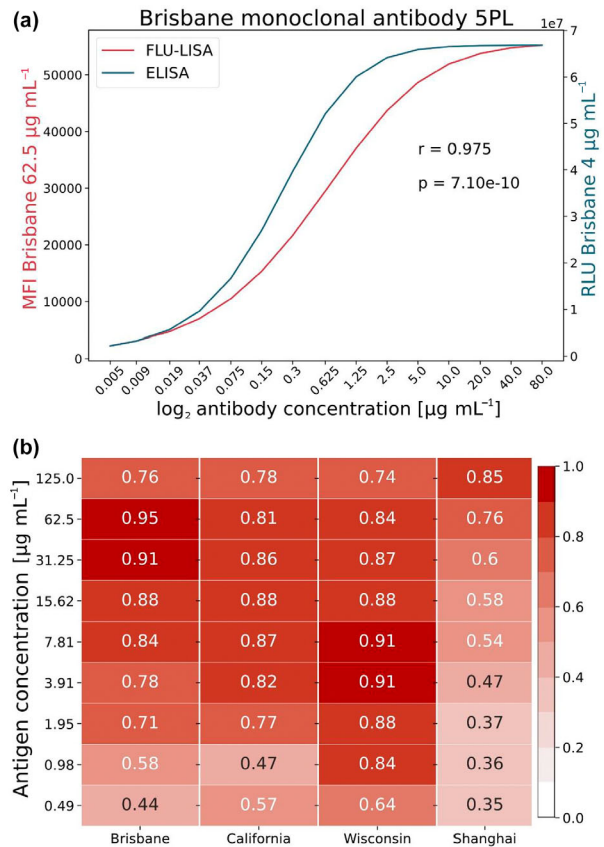 (a)
Brisbane monoclonal antibody 5PL
1e7
FLU-LISA
ELISA
r = 0.975
p = 7.10e-10
MFI Brisbane 62.5 µg mL⁻¹
50000
40000
30000
20000
10000
0
RLU Brisbane 4 µg mL⁻¹
7
6
5
4
3
2
1
0
0.005 0.009 0.019 0.037 0.075 0.15 0.3 0.625 1.25 2.5 5.0 10.0 20.0 40.0 80.0
log₂ antibody concentration [µg mL⁻¹]
(b)
Antigen concentration [µg mL⁻¹]
125.0 0.76 0.78 0.74 0.85
62.5 0.95 0.81 0.84 0.76
31.25 0.91 0.86 0.87 0.6
15.62 0.88 0.88 0.88 0.58
7.81 0.84 0.87 0.91 0.54
3.91 0.78 0.82 0.91 0.47
1.95 0.71 0.77 0.88 0.37
0.98 0.58 0.47 0.84 0.36
0.49 0.44 0.57 0.64 0.35
Brisbane California Wisconsin Shanghai
1.0
0.8
0.6
0.4
0.2
0.0